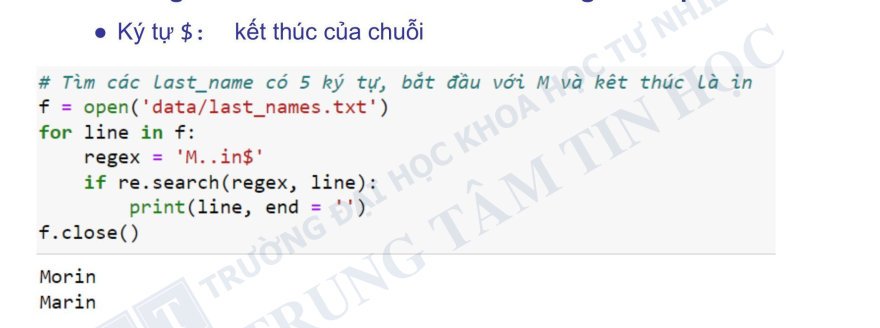 ● Ký tự $: kết thúc của chuỗi
# Tìm các last_name có 5 ký tự, bắt đầu với M và kêt thúc là in
f = open('data/last_names.txt')
for line in f:
    regex = 'M..in$'
    if re.search(regex, line):
        print(line, end = '')
f.close()
Morin
Marin
TRƯỜNG ĐẠI HỌC KHOA HỌC TỰ NHIÊ
TRUNG TÂM TIN HỌC